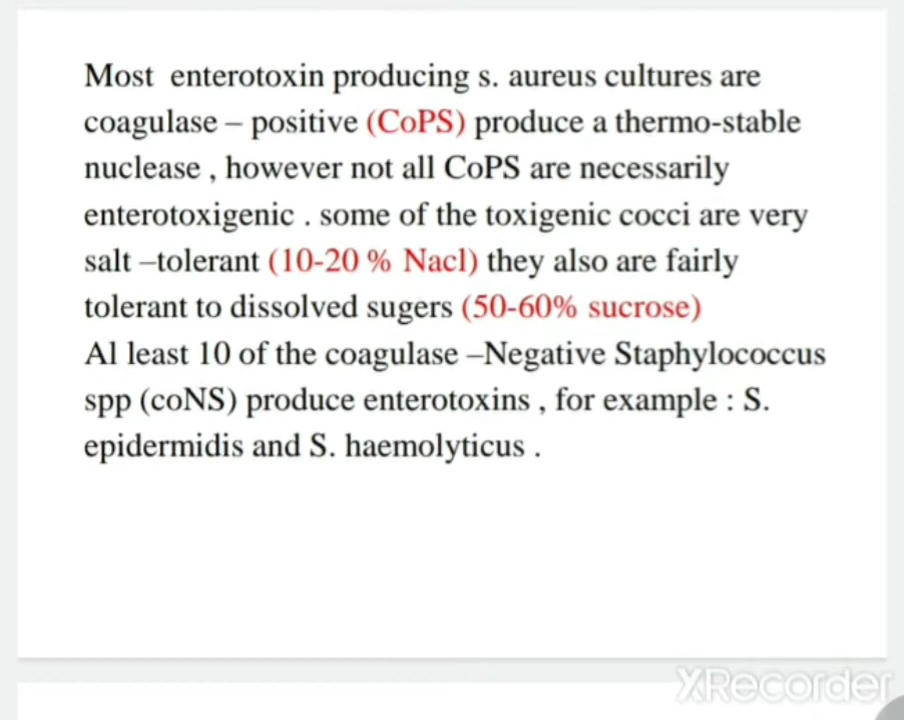 Most enterotoxin producing s. aureus cultures are
coagulase – positive (CoPS) produce a thermo-stable
nuclease , however not all CoPS are necessarily
enterotoxigenic . some of the toxigenic cocci are very
salt –tolerant (10-20 % Nacl) they also are fairly
tolerant to dissolved sugers (50-60% sucrose)
Al least 10 of the coagulase –Negative Staphylococcus
spp (coNS) produce enterotoxins , for example : S.
epidermidis and S. haemolyticus .
XRecorder